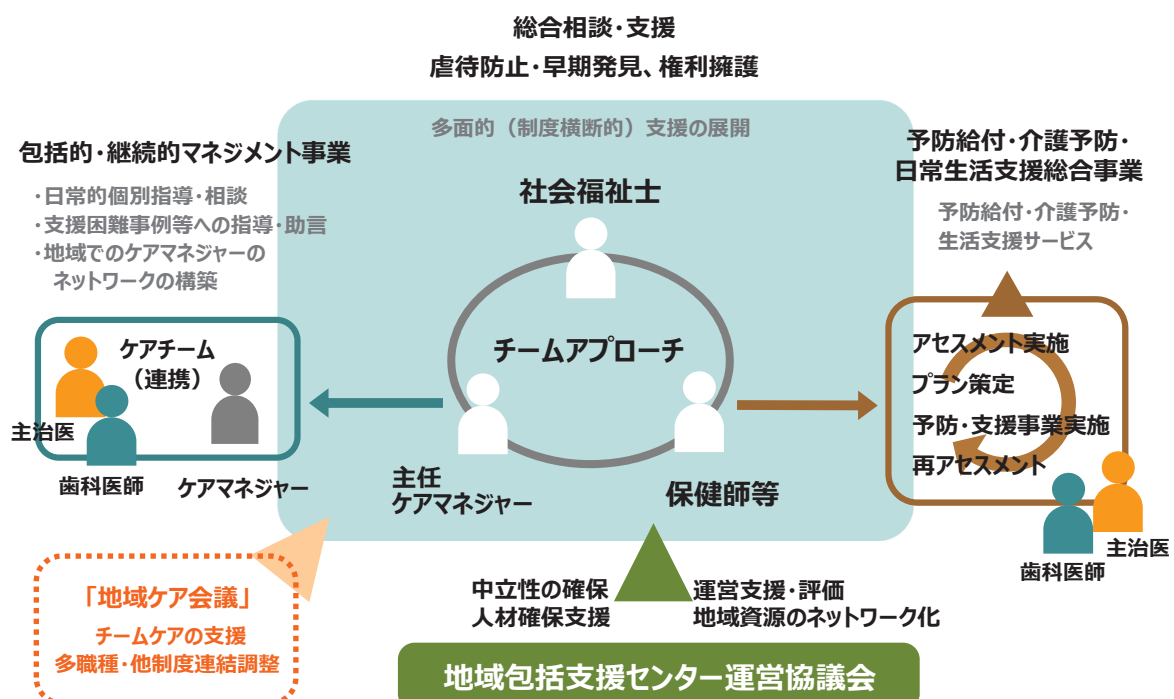 総合相談・支援
虐待防止・早期発見、権利擁護
多面的（制度横断的）支援の展開
包括的・継続的マネジメント事業
・日常的個別指導・相談
・支援困難事例等への指導・助言
・地域でのケアマネジャーの
ネットワークの構築
社会福祉士
予防給付・介護予防・
日常生活支援総合事業
予防給付・介護予防・
生活支援サービス
ケアチーム
（連携）
主治医
歯科医師
ケアマネジャー
チームアプローチ
主任
ケアマネジャー
保健師等
アセスメント実施
プラン策定
予防・支援事業実施
再アセスメント
主治医
歯科医師
「地域ケア会議」
チームケアの支援
多職種・他制度連結調整
中立性の確保
人材確保支援
運営支援・評価
地域資源のネットワーク化
地域包括支援センター運営協議会